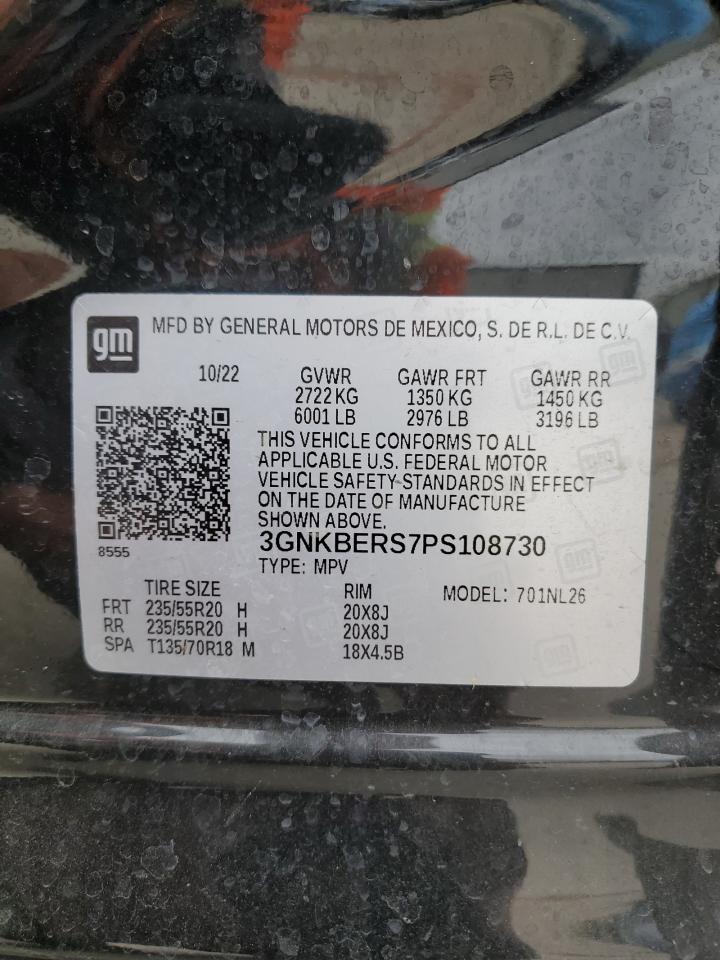 gm MFD BY GENERAL MOTORS DE MEXICO, S. DE R.L. DE C.V.
10/22 GVWR GAWR FRT GAWR RR
2722 KG 1350 KG 1450 KG
6001 LB 2976 LB 3196 LB
THIS VEHICLE CONFORMS TO ALL
APPLICABLE U.S. FEDERAL MOTOR
VEHICLE SAFETY STANDARDS IN EFFECT
ON THE DATE OF MANUFACTURE
SHOWN ABOVE.
8555
3GNKBERS7PS108730
TYPE: MPV
TIRE SIZE RIM MODEL: 701NL26
FRT 235/55R20 H 20X8J
RR 235/55R20 H 20X8J
SPA T135/70R18 M 18X4.5B